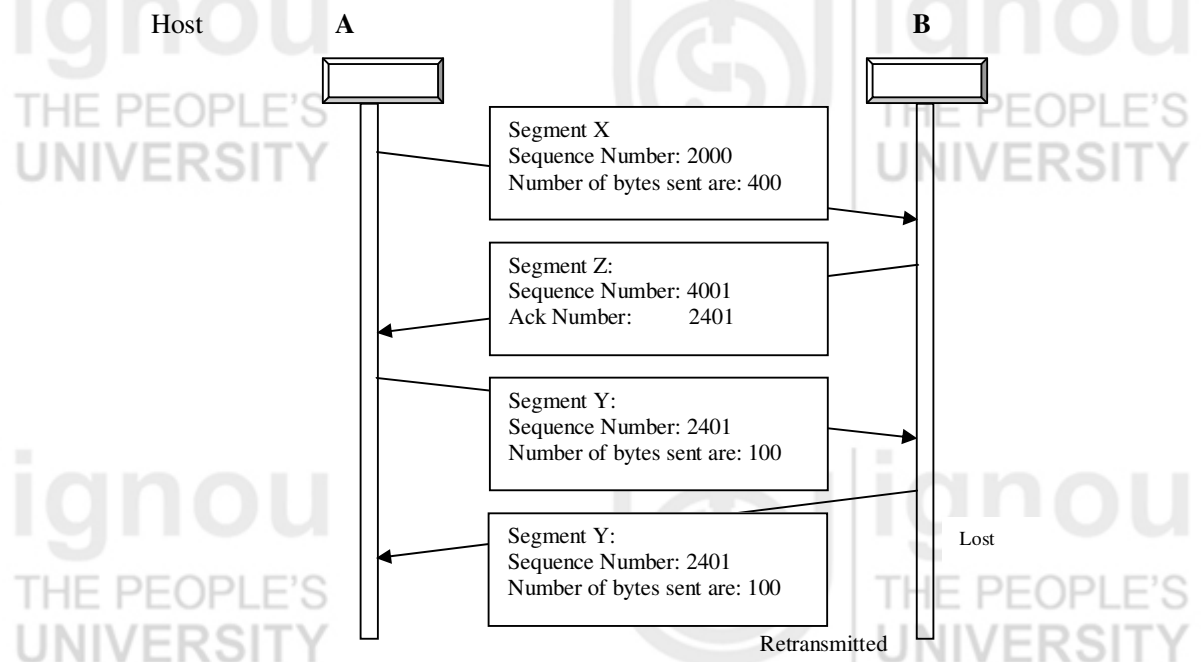 Host A B
Segment X
Sequence Number: 2000
Number of bytes sent are: 400
Segment Z:
Sequence Number: 4001
Ack Number: 2401
Segment Y:
Sequence Number: 2401
Number of bytes sent are: 100
Segment Y:
Sequence Number: 2401
Number of bytes sent are: 100
Lost
Retransmitted
ignou
THE PEOPLE'S
UNIVERSITY
ignou
THE PEOPLE'S
UNIVERSITY
ignou
THE PEOPLE'S
UNIVERSITY
ignou
THE PEOPLE'S
UNIVERSITY